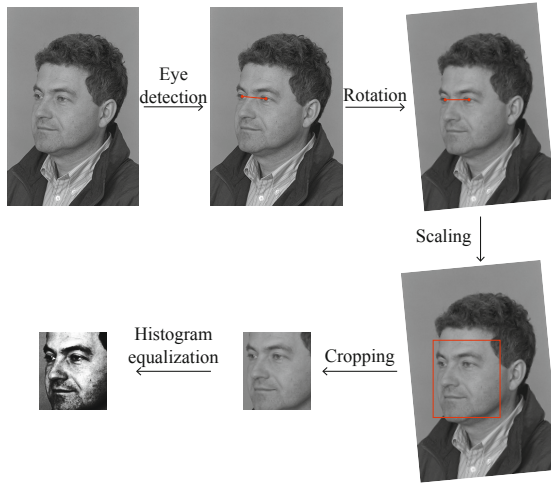 Eye
detection
Rotation
Scaling
Cropping
Histogram
equalization